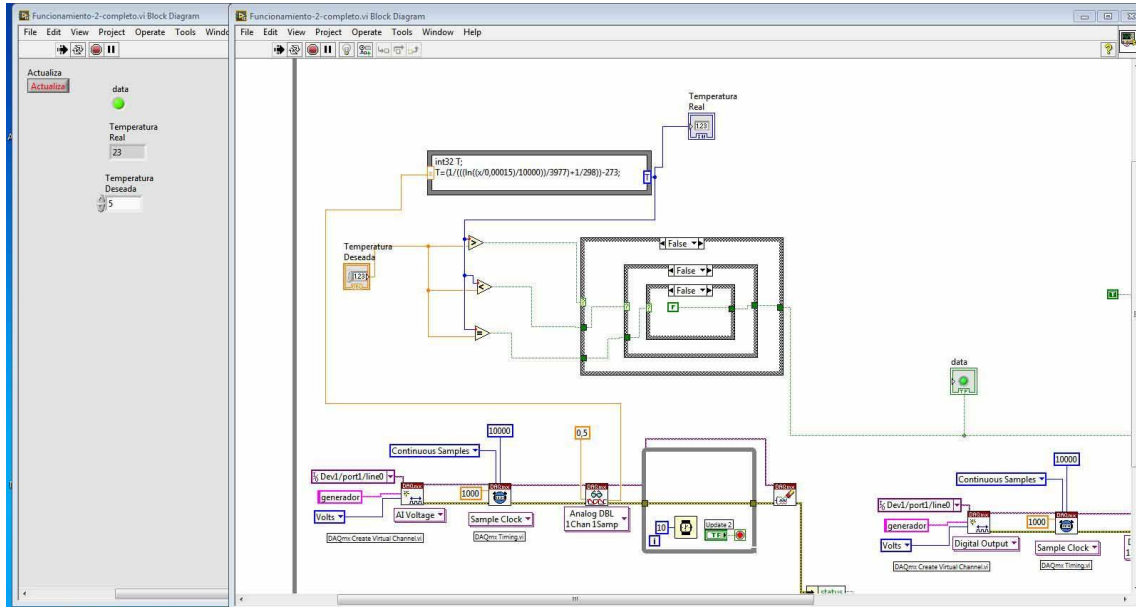 Funcionamiento-2-completo.vi Block Diagram
File Edit View Project Operate Tools
Actualiza
Actualiza
data
Temperatura
Real
23
Temperatura
Deseada
5
Funcionamiento-2-completo.vi Block Diagram
File Edit View Project Operate Tools Window Help
Temperatura
Real
123
int32 T;
T=(1/(((ln((x/0,00015)/10000))/3977)+1/298))-273;
x
T
Temperatura
Deseada
123
>
<
=
False
False
False
F
T
data
TF
10000
Continuous Samples
Dev1/port1/line0
generador
Volts
AI Voltage
DAQmx Create Virtual Channel.vi
1000
Sample Clock
DAQmx Timing.vi
0,5
Analog DBL
1Chan 1Samp
10
i
Update 2
TF
status
10000
Continuous Samples
Dev1/port1/line0
generador
Volts
Digital Output
DAQmx Create Virtual Channel.vi
1000
Sample Clock
DAQmx Timing.vi